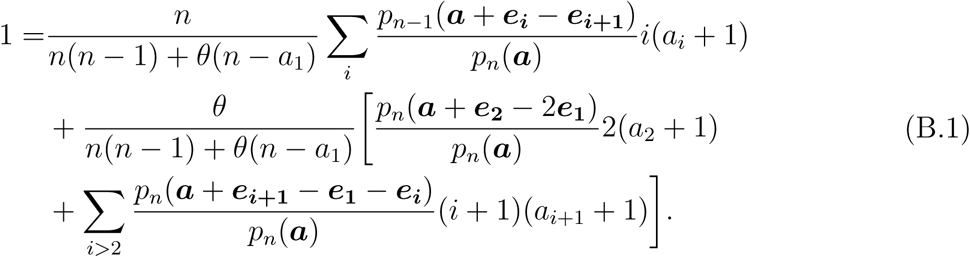 1 = \frac{n}{n(n-1)+\theta(n-a_1)} \sum_i \frac{p_{n-1}(\boldsymbol{a}+\boldsymbol{e_i}-\boldsymbol{e_{i+1}})}{p_n(\boldsymbol{a})} i(a_i+1)
+ \frac{\theta}{n(n-1)+\theta(n-a_1)} \Bigg[ \frac{p_n(\boldsymbol{a}+\boldsymbol{e_2}-2\boldsymbol{e_1})}{p_n(\boldsymbol{a})} 2(a_2+1) (B.1)
+ \sum_{i>2} \frac{p_n(\boldsymbol{a}+\boldsymbol{e_{i+1}}-\boldsymbol{e_1}-\boldsymbol{e_i})}{p_n(\boldsymbol{a})} (i+1)(a_{i+1}+1) \Bigg].